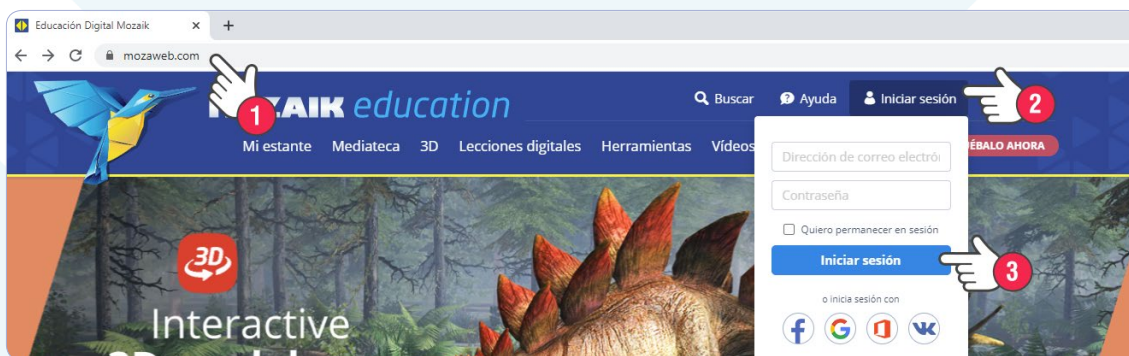 Educación Digital Mozaik
mozaweb.com
education
Buscar
Ayuda
Iniciar sesión
Mi estante
Mediateca
3D
Lecciones digitales
Herramientas
Vídeos
Dirección de correo electró
Contraseña
Quiero permanecer en sesión
Iniciar sesión
o inicia sesión con
1
2
3
AHORA
3D
Interactive